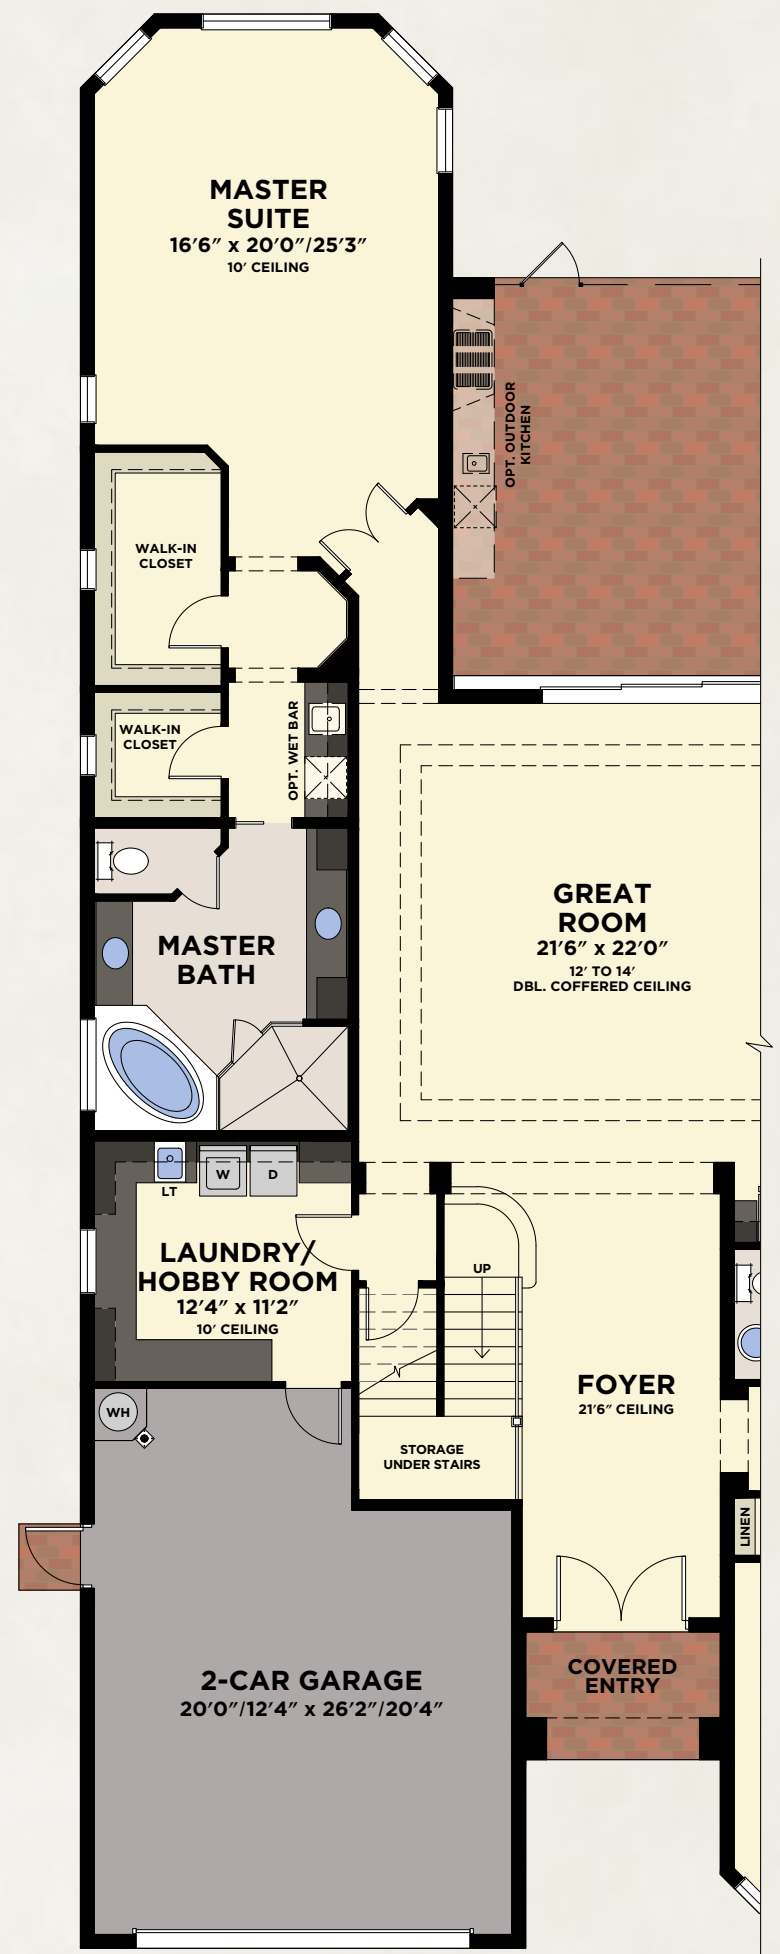 MASTER
SUITE
16′6″ x 20′0″/25′3″
10′ CEILING
OPT. OUTDOOR
KITCHEN
WALK-IN
CLOSET
WALK-IN
CLOSET
OPT. WET BAR
GREAT
ROOM
21′6″ x 22′0″
12′ TO 14′
DBL. COFFERED CEILING
MASTER
BATH
LT
W
D
LAUNDRY/
HOBBY ROOM
12′4″ x 11′2″
10′ CEILING
UP
FOYER
21′6″ CEILING
WH
STORAGE
UNDER STAIRS
LINEN
COVERED
ENTRY
2-CAR GARAGE
20′0″/12′4″ x 26′2″/20′4″